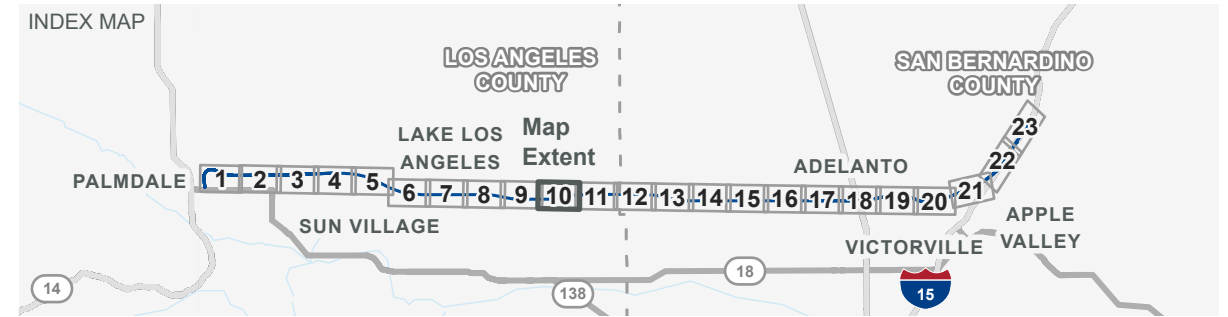 INDEX MAP
LOS ANGELES
COUNTY
SAN BERNARDINO
COUNTY
LAKE LOS
ANGELES
Map
Extent
ADELANTO
PALMDALE
1 2 3 4 5 6 7 8 9 10 11 12 13 14 15 16 17 18 19 20 21 22 23
SUN VILLAGE
VICTORVILLE
APPLE
VALLEY
14
138
18
15